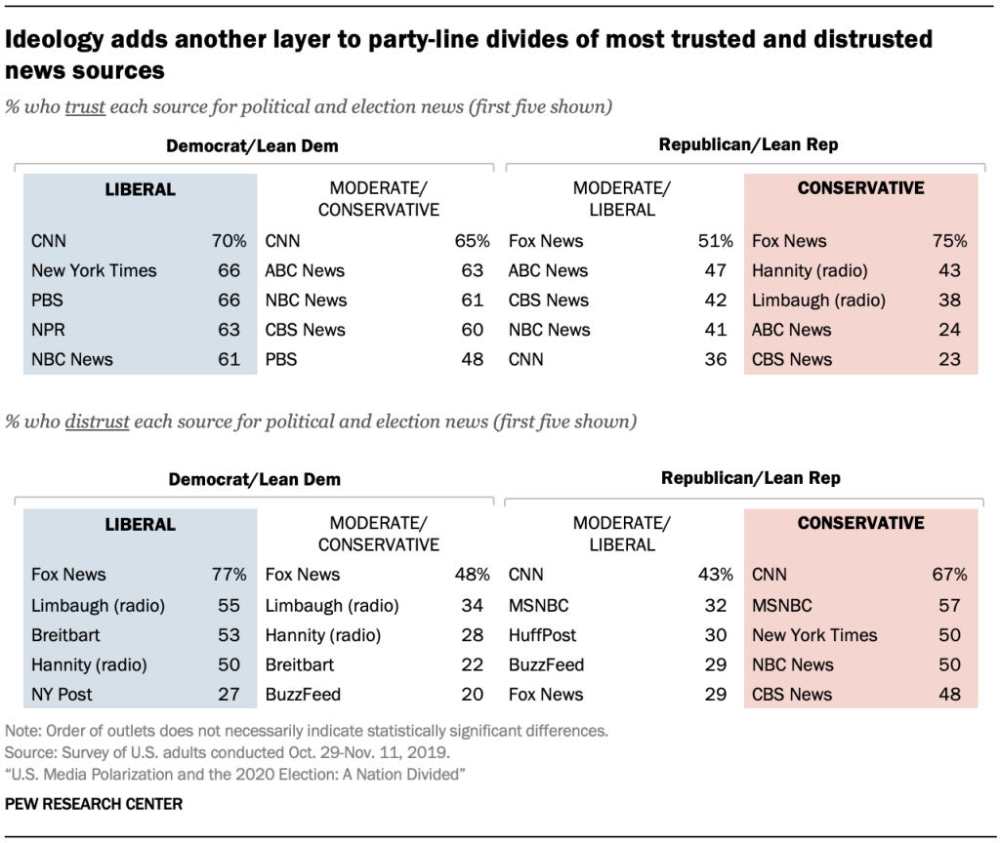 Ideology adds another layer to party-line divides of most trusted and distrusted
news sources
% who trust each source for political and election news (first five shown)
Democrat/Lean Dem Republican/Lean Rep
LIBERAL MODERATE/ MODERATE/ CONSERVATIVE
CONSERVATIVE LIBERAL
CNN 70% CNN 65% Fox News 51% Fox News 75%
New York Times 66 ABC News 63 ABC News 47 Hannity (radio) 43
PBS 66 NBC News 61 CBS News 42 Limbaugh (radio) 38
NPR 63 CBS News 60 NBC News 41 ABC News 24
NBC News 61 PBS 48 CNN 36 CBS News 23
% who distrust each source for political and election news (first five shown)
Democrat/Lean Dem Republican/Lean Rep
LIBERAL MODERATE/ MODERATE/ CONSERVATIVE
CONSERVATIVE LIBERAL
Fox News 77% Fox News 48% CNN 43% CNN 67%
Limbaugh (radio) 55 Limbaugh (radio) 34 MSNBC 32 MSNBC 57
Breitbart 53 Hannity (radio) 28 HuffPost 30 New York Times 50
Hannity (radio) 50 Breitbart 22 BuzzFeed 29 NBC News 50
NY Post 27 BuzzFeed 20 Fox News 29 CBS News 48
Note: Order of outlets does not necessarily indicate statistically significant differences.
Source: Survey of U.S. adults conducted Oct. 29-Nov. 11, 2019.
“U.S. Media Polarization and the 2020 Election: A Nation Divided”
PEW RESEARCH CENTER